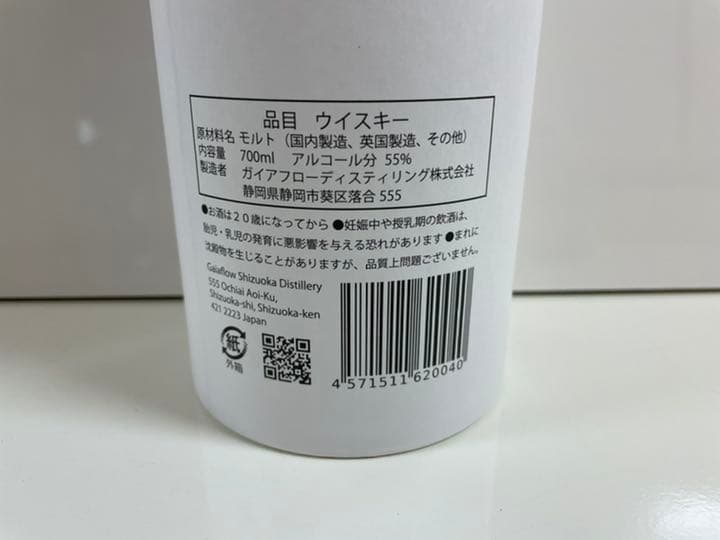 品目 ウイスキー
原材料名 モルト（国内製造、英国製造、その他）
内容量 700ml アルコール分 55%
製造者 ガイアフローディスティリング株式会社
静岡県静岡市葵区落合 555
●お酒は２０歳になってから ●妊娠中や授乳期の飲酒は、
胎児・乳児の発育に悪影響を与える恐れがあります ●まれに
沈殿物を生じることがありますが、品質上問題ございません。
Gaiaflow Shizuoka Distillery
555 Ochiai Aoi-Ku,
Shizuoka-shi, Shizuoka-ken
421 2223 Japan
紙
外箱
4 571511 620040